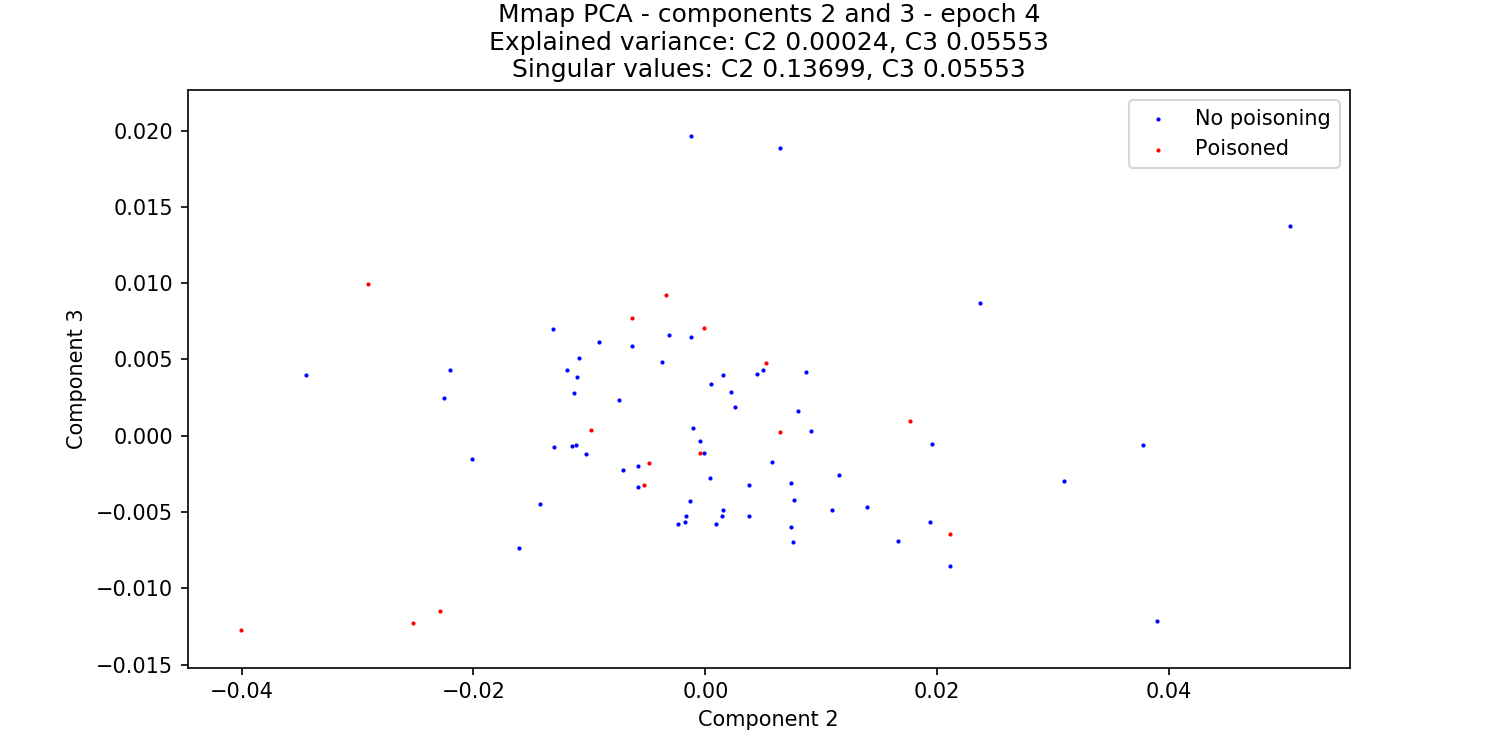 Mmap PCA - components 2 and 3 - epoch 4
Explained variance: C2 0.00024, C3 0.05553
Singular values: C2 0.13699, C3 0.05553
No poisoning
Poisoned
0.020
0.015
0.010
0.005
0.000
−0.005
−0.010
−0.015
Component 3
−0.04
−0.02
0.00
0.02
0.04
Component 2